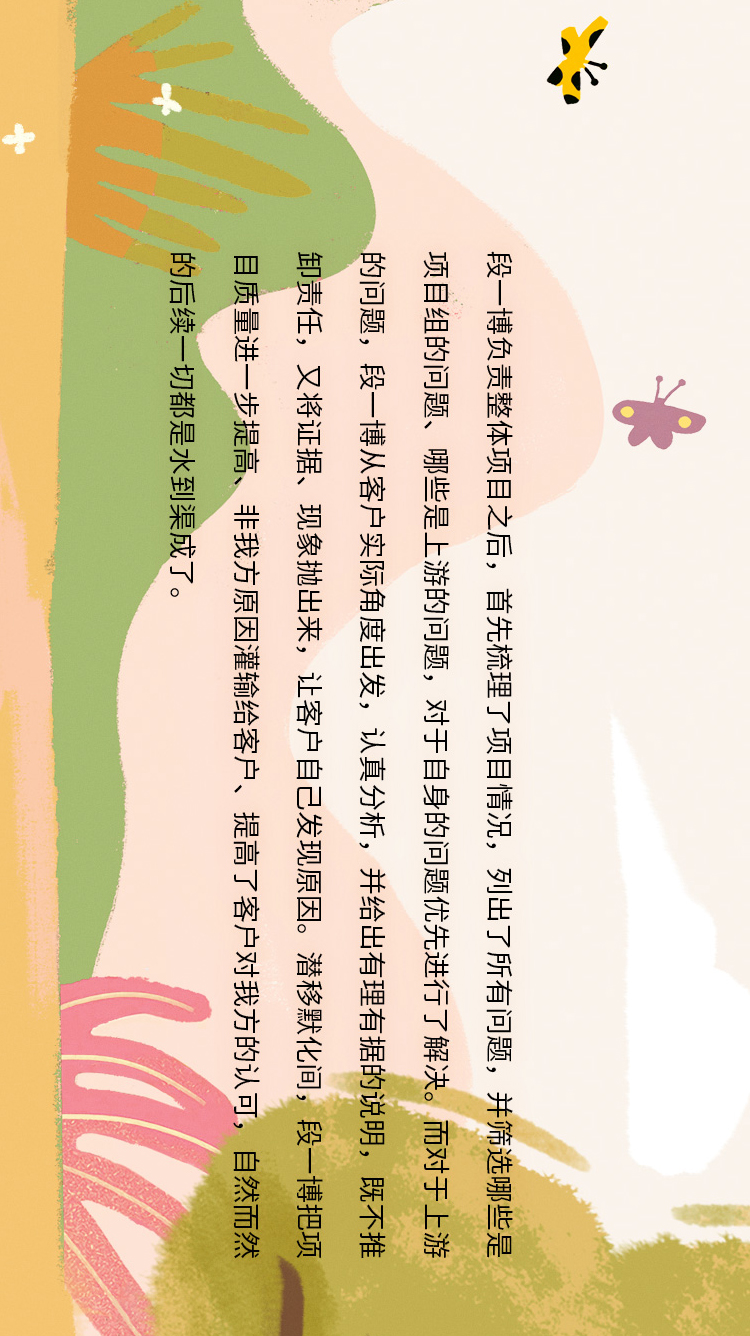 段一博负责整体项目之后，首先梳理了项目情况，列出了所有问题，并筛选哪些是
项目组的问题、哪些是上游的问题，对于自身的问题优先进行了解决。而对于上游
的问题，段一博从客户实际角度出发，认真分析，并给出有理有据的说明，既不推
卸责任，又将证据、现象抛出来，让客户自己发现原因。潜移默化间，段一博把项
目质量进一步提高、非我方原因灌输给客户、提高了客户对我方的认可，自然而然
的后续一切都是水到渠成了。